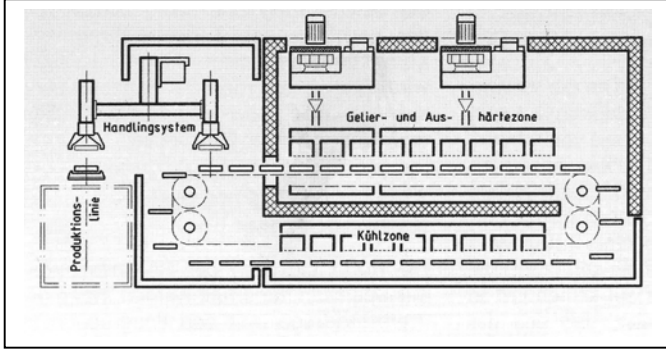 Gelier- und Aus- härtezone
Handlingsystem
Produktions-
Linie
Kühlzone